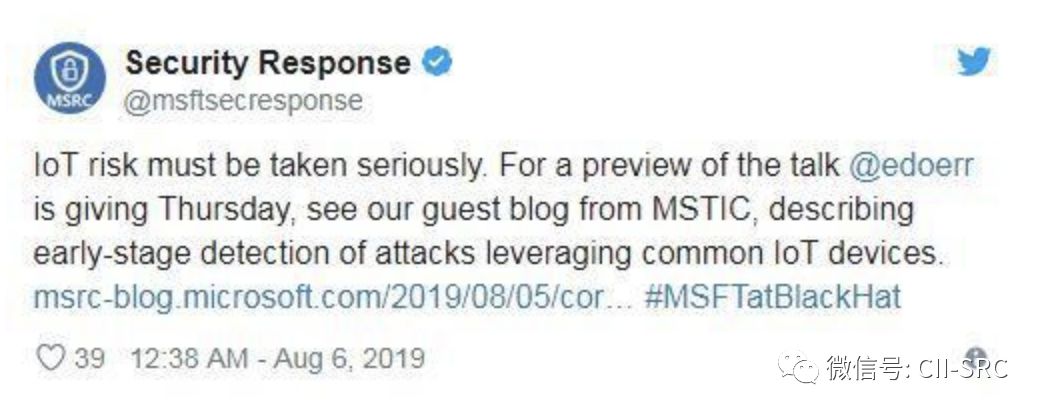 Security Response
MSRC
@msftsecresponse
IoT risk must be taken seriously. For a preview of the talk @edoerr
is giving Thursday, see our guest blog from MSTIC, describing
early-stage detection of attacks leveraging common IoT devices.
msrc-blog.microsoft.com/2019/08/05/cor... #MSFTatBlackHat
39 12:38 AM - Aug 6, 2019
微信号: CII-SRC